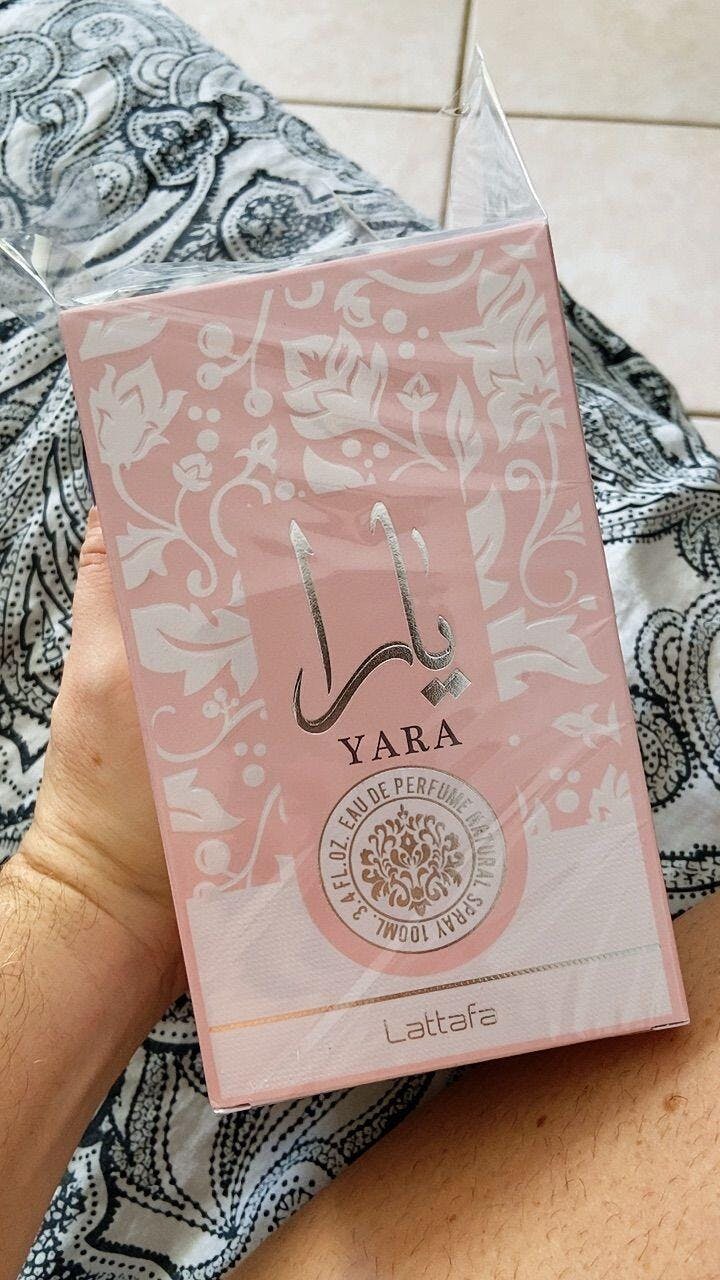 يارا
YARA
EAU DE PERFUME NATURAL SPRAY 100ML. 3.4 FL.OZ.
Lattafa